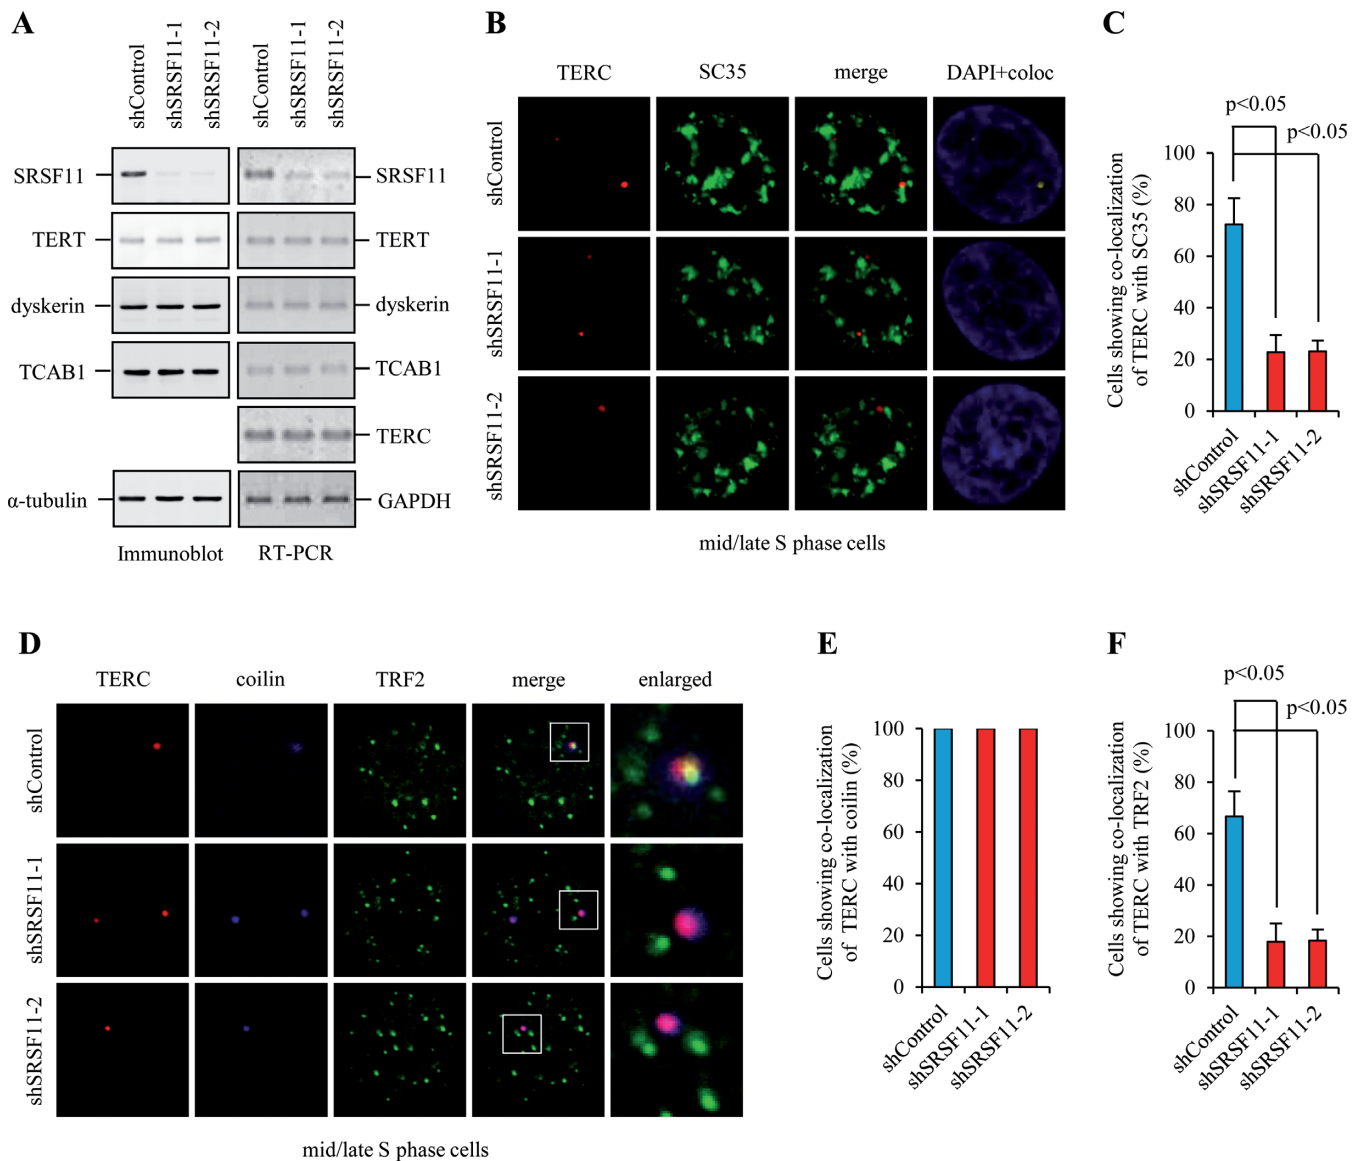 A
shControl
shSRSF11-1
shSRSF11-2
shControl
shSRSF11-1
shSRSF11-2
SRSF11
SRSF11
TERT
TERT
dyskerin
dyskerin
TCAB1
TCAB1
TERC
α-tubulin
GAPDH
Immunoblot
RT-PCR
B
TERC
SC35
merge
DAPI+coloc
shControl
shSRSF11-1
shSRSF11-2
mid/late S phase cells
C
p<0.05
p<0.05
Cells showing co-localization
of TERC with SC35 (%)
100
80
60
40
20
0
shControl
shSRSF11-1
shSRSF11-2
D
TERC
coilin
TRF2
merge
enlarged
shControl
shSRSF11-1
shSRSF11-2
mid/late S phase cells
E
Cells showing co-localization
of TERC with coilin (%)
100
80
60
40
20
0
shControl
shSRSF11-1
shSRSF11-2
F
p<0.05
p<0.05
Cells showing co-localization
of TERC with TRF2 (%)
100
80
60
40
20
0
shControl
shSRSF11-1
shSRSF11-2